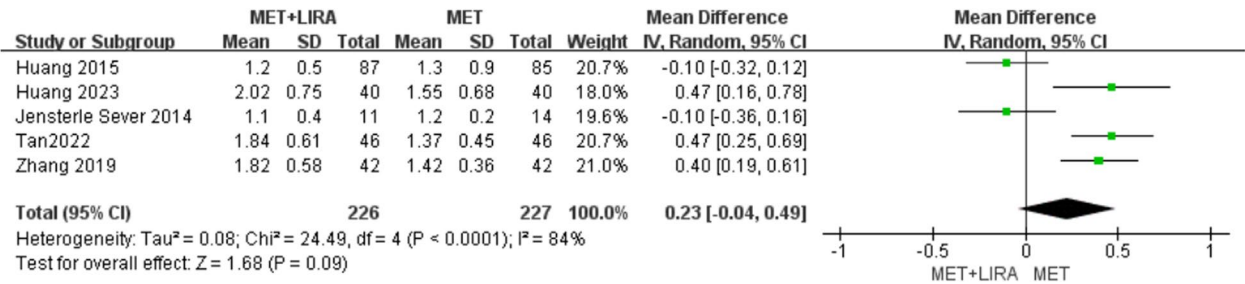 MET+LIRA MET Mean Difference Mean Difference
Study or Subgroup Mean SD Total Mean SD Total Weight IV, Random, 95% CI IV, Random, 95% CI
Huang 2015 1.2 0.5 87 1.3 0.9 85 20.7% -0.10 [-0.32, 0.12]
Huang 2023 2.02 0.75 40 1.55 0.68 40 18.0% 0.47 [0.16, 0.78]
Jensterle Sever 2014 1.1 0.4 11 1.2 0.2 14 19.6% -0.10 [-0.36, 0.16]
Tan2022 1.84 0.61 46 1.37 0.45 46 20.7% 0.47 [0.25, 0.69]
Zhang 2019 1.82 0.58 42 1.42 0.36 42 21.0% 0.40 [0.19, 0.61]
Total (95% CI) 226 227 100.0% 0.23 [-0.04, 0.49]
Heterogeneity: Tau² = 0.08; Chi² = 24.49, df = 4 (P < 0.0001); I² = 84%
Test for overall effect: Z = 1.68 (P = 0.09)
-1 -0.5 0 0.5 1
MET+LIRA MET